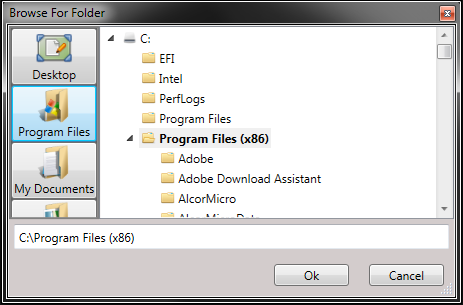 Browse For Folder
Desktop
Program Files
My Documents
C:
EFI
Intel
PerfLogs
Program Files
Program Files (x86)
Adobe
Adobe Download Assistant
AlcorMicro
C:\Program Files (x86)
Ok
Cancel